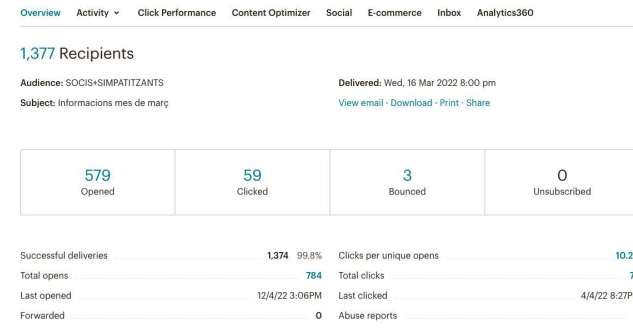 Overview Activity Click Performance Content Optimizer Social E-commerce Inbox Analytics360
1,377 Recipients
Audience: SOCIS+SIMPATITZANTS Delivered: Wed, 16 Mar 2022 8:00 pm
Subject: Informacions mes de març View email · Download · Print · Share
579 59 3 0
Opened Clicked Bounced Unsubscribed
Successful deliveries 1,374 99.8% Clicks per unique opens 10.2
Total opens 784 Total clicks 7
Last opened 12/4/22 3:06PM Last clicked 4/4/22 8:27P
Forwarded 0 Abuse reports